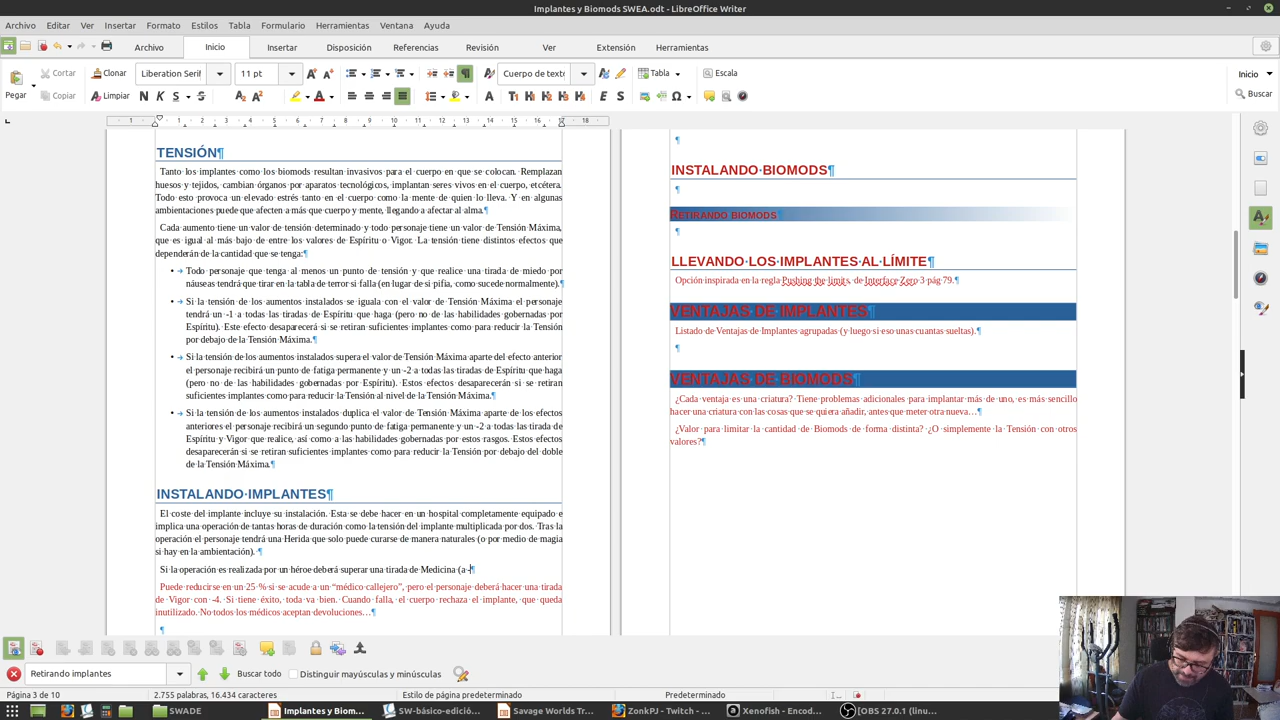 Implantes y Biomods SWEA.odt - LibreOffice Writer
Archivo Editar Ver Insertar Formato Estilos Tabla Formulario Herramientas Ventana Ayuda
Archivo Inicio Insertar Disposición Referencias Revisión Ver Extensión Herramientas
Pegar
Cortar
Copiar
Clonar
Limpiar
Liberation Serif
11 pt
Cuerpo de texto
Tabla
Escala
Inicio
Buscar
TENSIÓN¶
Tanto los implantes como los biomods resultan invasivos para el cuerpo en que se colocan. Remplazan
huesos y tejidos, cambian órganos por aparatos tecnológicos, implantan seres vivos en el cuerpo, etcétera.
Todo esto provoca un elevado estrés tanto en el cuerpo como la mente de quien lo lleva. Y en algunas
ambientaciones puede que afecten a más que cuerpo y mente, llegando a afectar al alma.¶
Cada aumento tiene un valor de tensión determinado y todo personaje tiene un valor de Tensión Máxima,
que es igual al más bajo de entre los valores de Espíritu o Vigor. La tensión tiene distintos efectos que
dependerán de la cantidad que se tenga:¶
• Todo personaje que tenga al menos un punto de tensión y que realice una tirada de miedo por
náuseas tendrá que tirar en la tabla de terror si falla (en lugar de si pifia, como sucede normalmente).¶
• Si la tensión de los aumentos instalados se iguala con el valor de Tensión Máxima el personaje
tendrá un -1 a todas las tiradas de Espíritu que haga (pero no de las habilidades gobernadas por
Espíritu). Este efecto desaparecerá si se retiran suficientes implantes como para reducir la Tensión
por debajo de la Tensión Máxima.¶
• Si la tensión de los aumentos instalados supera el valor de Tensión Máxima aparte del efecto anterior
el personaje recibirá un punto de fatiga permanente y un -2 a todas las tiradas de Espíritu que haga
(pero no de las habilidades gobernadas por Espíritu). Estos efectos desaparecerán si se retiran
suficientes implantes como para reducir la Tensión al nivel de la Tensión Máxima.¶
• Si la tensión de los aumentos instalados duplica el valor de Tensión Máxima aparte de los efectos
anteriores el personaje recibirá un segundo punto de fatiga permanente y un -2 a todas las tiradas de
Espíritu y Vigor que realice, así como a las habilidades gobernadas por estos rasgos. Estos efectos
desaparecerán si se retiran suficientes implantes como para reducir la Tensión por debajo del doble
de la Tensión Máxima.¶
INSTALANDO IMPLANTES¶
El coste del implante incluye su instalación. Esta se debe hacer en un hospital completamente equipado e
implica una operación de tantas horas de duración como la tensión del implante multiplicada por dos. Tras la
operación el personaje tendrá una Herida que solo puede curarse de manera naturales (o por medio de magia
si hay en la ambientación). ¶
Si la operación es realizada por un héroe deberá superar una tirada de Medicina (a -¶
Puede reducirse en un 25 % si se acude a un “médico callejero”, pero el personaje deberá hacer una tirada
de Vigor con -4. Si tiene éxito, toda va bien. Cuando falla, el cuerpo rechaza el implante, que queda
inutilizado. No todos los médicos aceptan devoluciones…¶
¶
¶
INSTALANDO BIOMODS¶
¶
RETIRANDO BIOMODS¶
¶
LLEVANDO LOS IMPLANTES AL LÍMITE¶
Opción inspirada en la regla Pushing the limits, de Interface Zero 3 pág 79.¶
VENTAJAS DE IMPLANTES¶
Listado de Ventajas de Implantes agrupadas (y luego si eso unas cuantas sueltas).¶
¶
VENTAJAS DE BIOMODS¶
¿Cada ventaja es una criatura? Tiene problemas adicionales para implantar más de uno, es más sencillo
hacer una criatura con las cosas que se quiera añadir, antes que meter otra nueva…¶
¿Valor para limitar la cantidad de Biomods de forma distinta? ¿O simplemente la Tensión con otros
valores?¶
Retirando implantes
Buscar todo
Distinguir mayúsculas y minúsculas
Página 3 de 10
2.755 palabras, 16.434 caracteres
Estilo de página predeterminado
Predeterminado
SWADE
Implantes y Biom...
SW-básico-edició...
Savage Worlds Tr...
ZonkPJ - Twitch - ...
Xenofish - Encod...
[OBS 27.0.1 (linu...